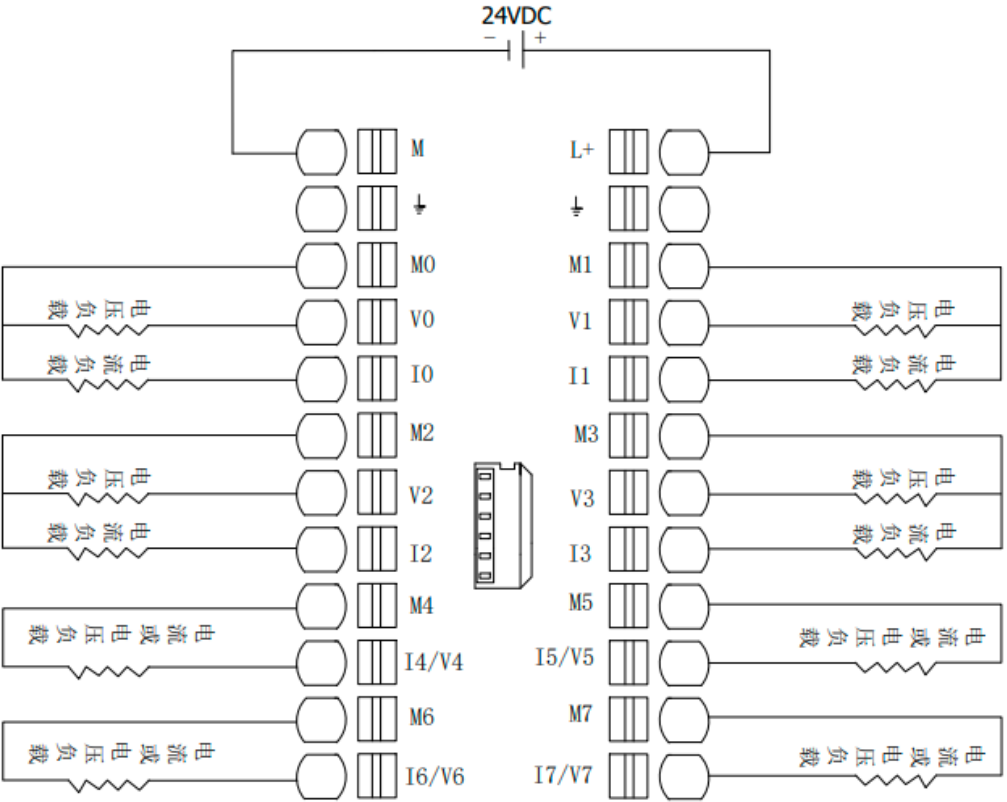 24VDC
− +
M L+
M0 M1
电压负载 V0 V1 电压负载
电流负载 I0 I1 电流负载
M2 M3
电压负载 V2 V3 电压负载
电流负载 I2 I3 电流负载
M4 M5
电流或电压负载 I4/V4 I5/V5 电流或电压负载
M6 M7
电流或电压负载 I6/V6 I7/V7 电流或电压负载